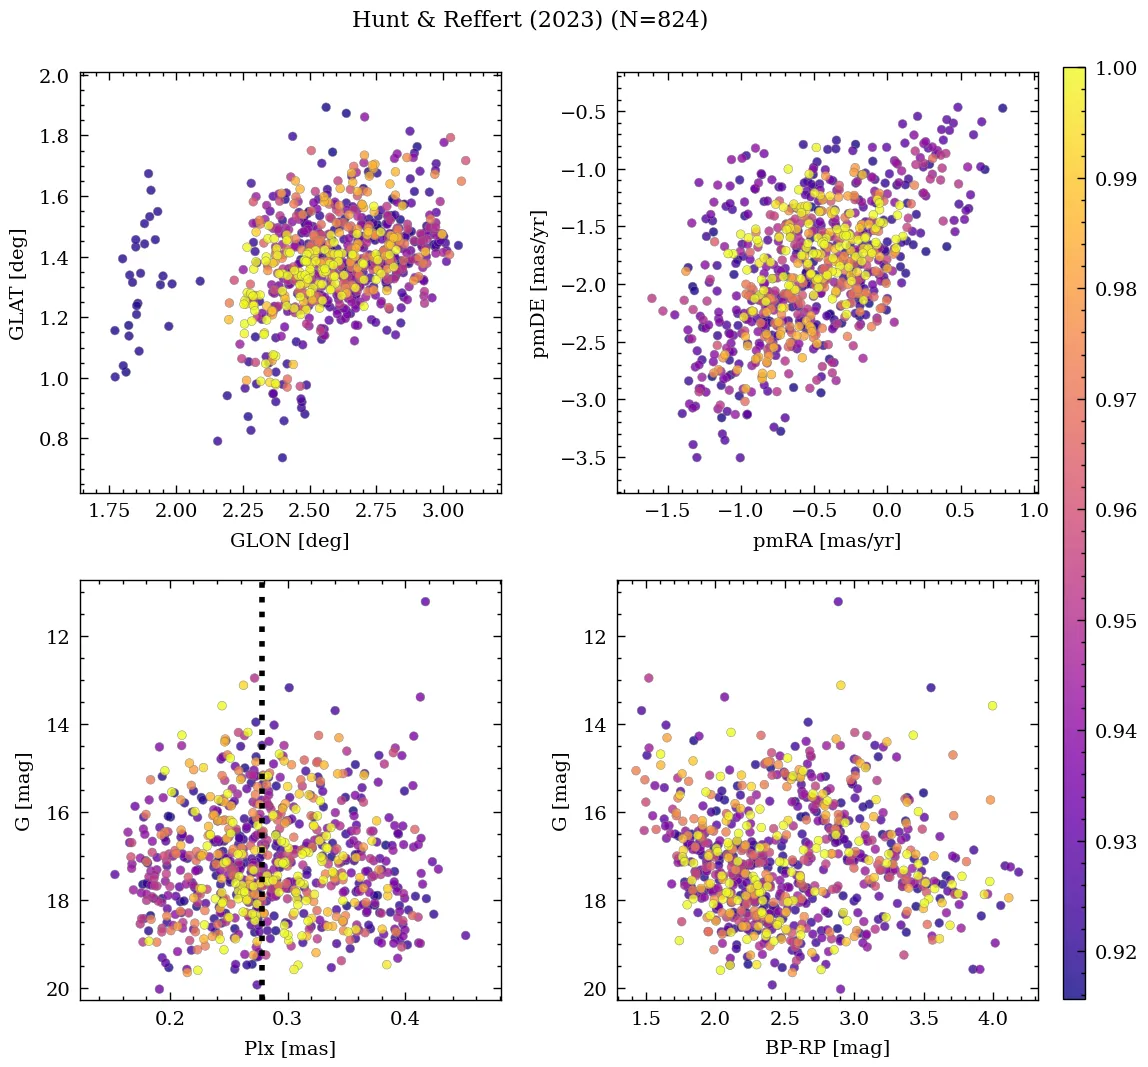 Hunt & Reffert (2023) (N=824)
2.0
1.8
1.6
1.4
1.2
1.0
0.8
GLAT [deg]
1.75 2.00 2.25 2.50 2.75 3.00
GLON [deg]
−0.5
−1.0
−1.5
−2.0
−2.5
−3.0
−3.5
pmDE [mas/yr]
−1.5 −1.0 −0.5 0.0 0.5 1.0
pmRA [mas/yr]
12
14
16
18
20
G [mag]
0.2 0.3 0.4
Plx [mas]
12
14
16
18
20
G [mag]
1.5 2.0 2.5 3.0 3.5 4.0
BP-RP [mag]
1.00
0.99
0.98
0.97
0.96
0.95
0.94
0.93
0.92